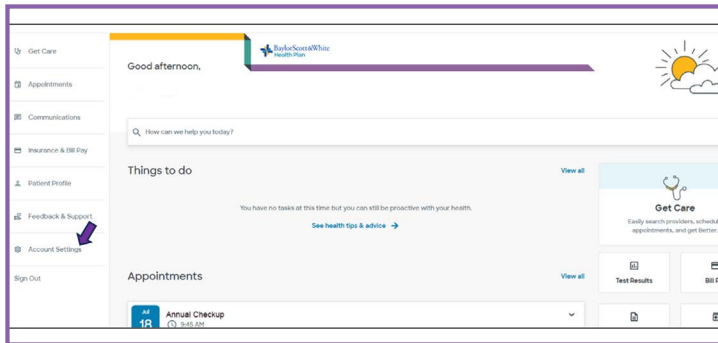 Get Care
Appointments
Communications
Insurance & Bill Pay
Patient Profile
Feedback & Support
Account Settings
Sign Out
Good afternoon,
BaylorScott&White
Health Plan
How can we help you today?
Things to do
View all
You have no tasks at this time but you can still be proactive with your health.
See health tips & advice
Appointments
View all
Jul
18
Annual Checkup
9:45 AM
Get Care
Easily search providers, schedul
appointments, and get Better.
Test Results
Bill P